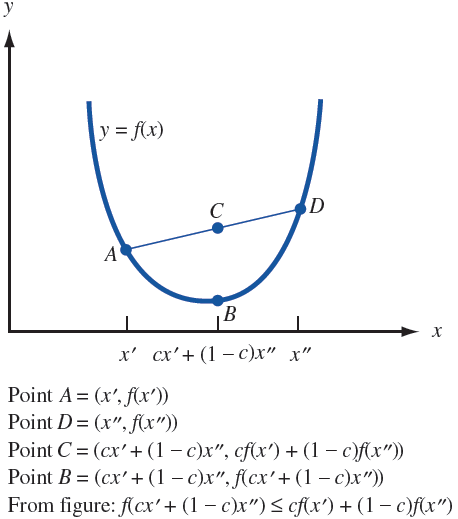 y
y = f(x)
C
D
A
B
x
x′ cx′ + (1 – c)x″ x″
Point A = (x′, f(x′))
Point D = (x″, f(x″))
Point C = (cx′ + (1 – c)x″, cf(x′) + (1 – c)f(x″))
Point B = (cx′ + (1 – c)x″, f(cx′ + (1 – c)x″))
From figure: f(cx′ + (1 – c)x″) ≤ cf(x′) + (1 – c)f(x″)